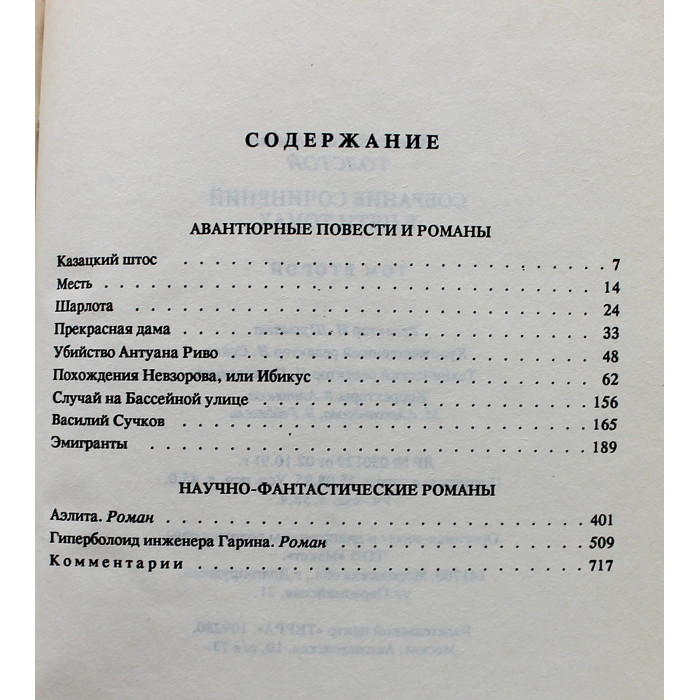 СОДЕРЖАНИЕ
АВАНТЮРНЫЕ ПОВЕСТИ И РОМАНЫ
Казацкий штос . . . . . . . . . . . . . . . . . . . . 7
Месть . . . . . . . . . . . . . . . . . . . . 14
Шарлота . . . . . . . . . . . . . . . . . . . . 24
Прекрасная дама . . . . . . . . . . . . . . . . . . . . 33
Убийство Антуана Риво . . . . . . . . . . . . . . . . . . 48
Похождения Невзорова, или Ибикус . . . . . . . . . . . . 62
Случай на Бассейной улице . . . . . . . . . . . . . . . . 156
Василий Сучков . . . . . . . . . . . . . . . . . . . . 165
Эмигранты . . . . . . . . . . . . . . . . . . . . 189
НАУЧНО-ФАНТАСТИЧЕСКИЕ РОМАНЫ
Аэлита. Роман . . . . . . . . . . . . . . . . . . . . 401
Гиперболоид инженера Гарина. Роман . . . . . . . . . . . . 509
Комментарии . . . . . . . . . . . . . . . . . . . . 717